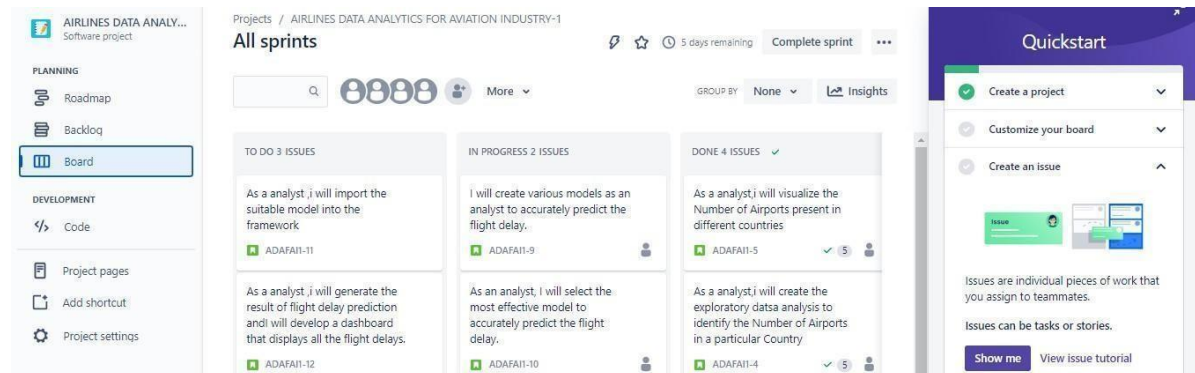 AIRLINES DATA ANALY...
Software project
PLANNING
Roadmap
Backlog
Board
DEVELOPMENT
Code
Project pages
Add shortcut
Project settings
Projects / AIRLINES DATA ANALYTICS FOR AVIATION INDUSTRY-1
All sprints
5 days remaining
Complete sprint
More
GROUP BY
None
Insights
TO DO 3 ISSUES
As a analyst ,i will import the
suitable model into the
framework
ADAFAI1-11
As a analyst ,i will generate the
result of flight delay prediction
andI will develop a dashboard
that displays all the flight delays.
ADAFAI1-12
IN PROGRESS 2 ISSUES
I will create various models as an
analyst to accurately predict the
flight delay.
ADAFAI1-9
As an analyst, I will select the
most effective model to
accurately predict the flight
delay.
ADAFAI1-10
DONE 4 ISSUES
As a analyst,i will visualize the
Number of Airports present in
different countries
ADAFAI1-5
5
As a analyst,i will create the
exploratory datsa analysis to
identify the Number of Airports
in a particular Country
ADAFAI1-4
5
Quickstart
Create a project
Customize your board
Create an issue
Issue
Issues are individual pieces of work that
you assign to teammates.
Issues can be tasks or stories.
Show me
View issue tutorial